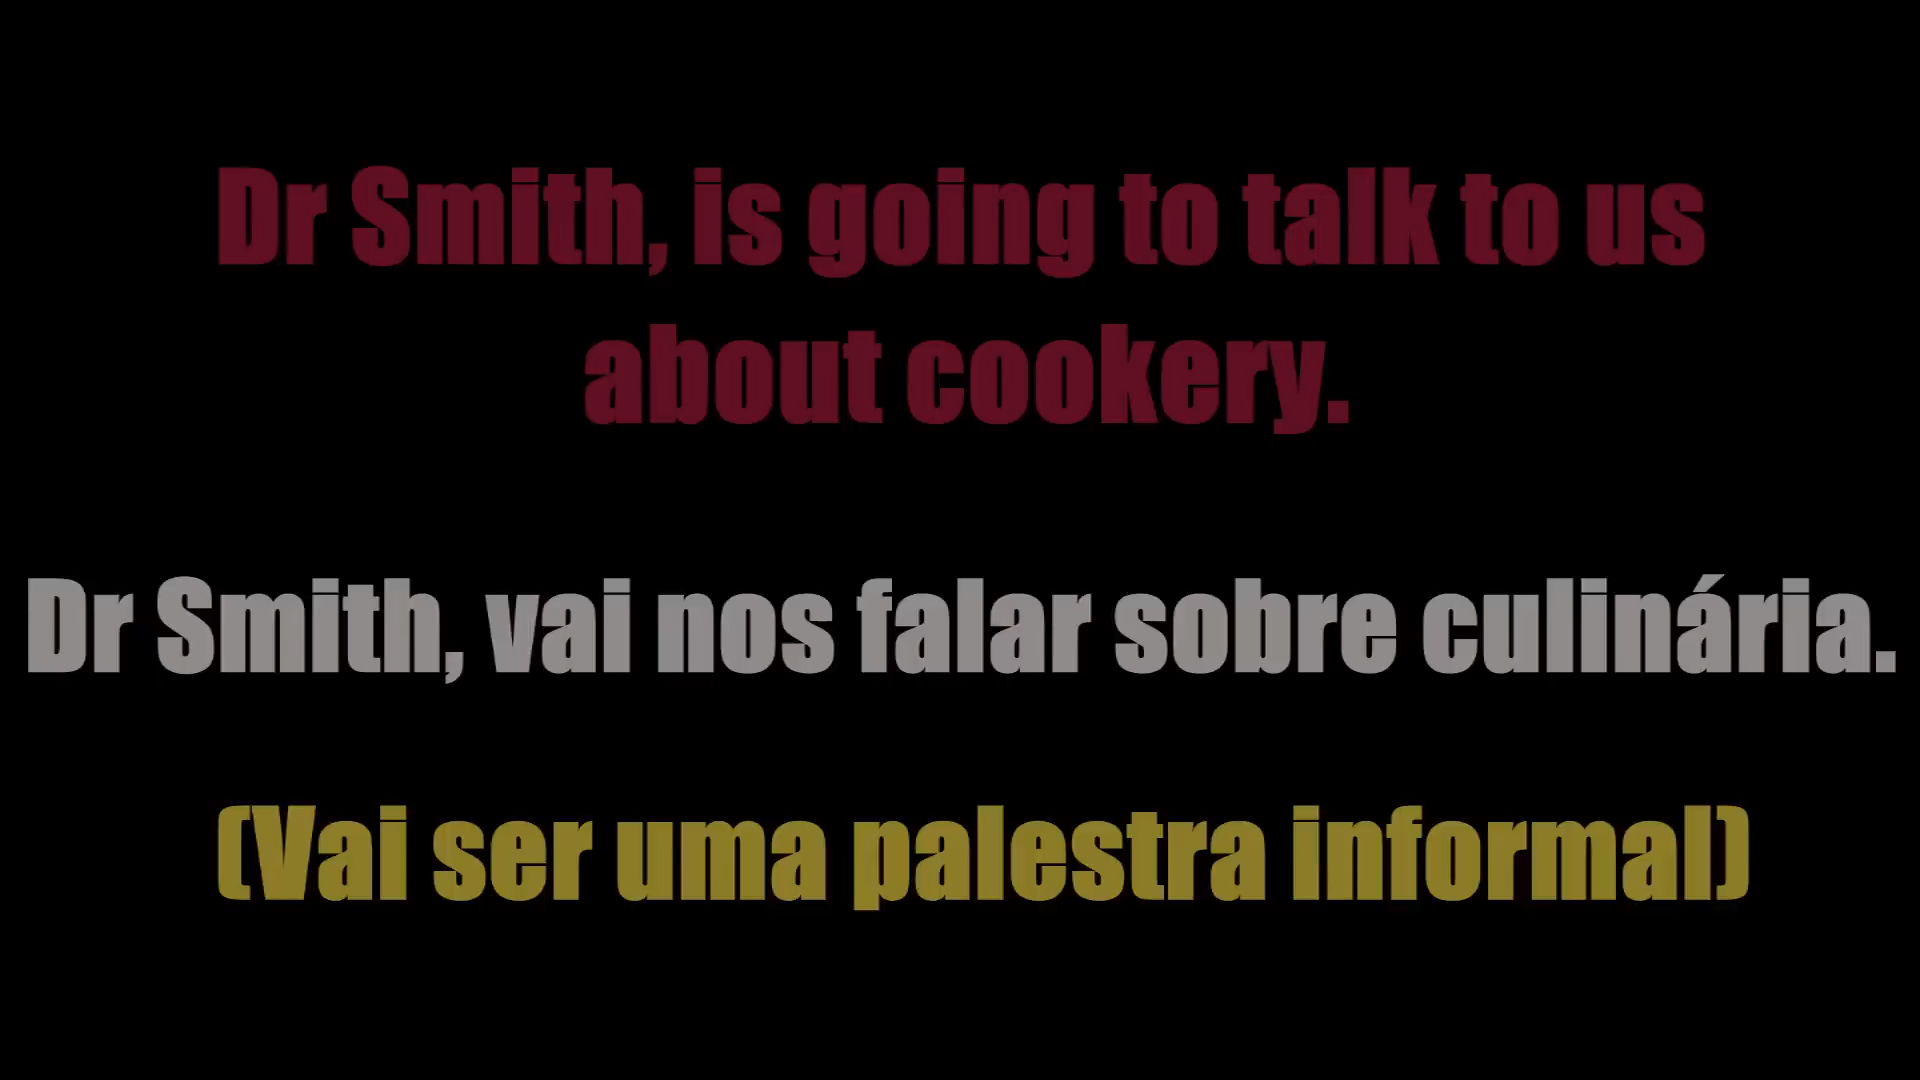 Dr Smith, is going to talk to us
about cookery.
Dr Smith, vai nos falar sobre culinária.
(Vai ser uma palestra informal)